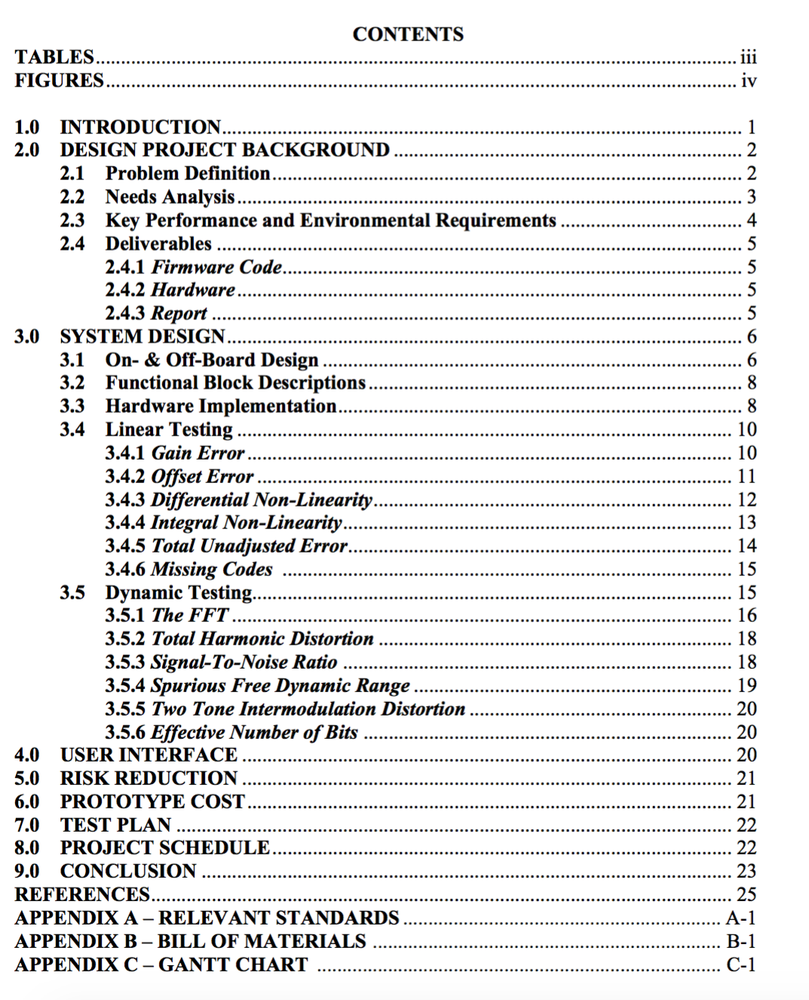 CONTENTS
TABLES.......... iii
FIGURES.......... iv
1.0 INTRODUCTION.......... 1
2.0 DESIGN PROJECT BACKGROUND.......... 2
2.1 Problem Definition.......... 2
2.2 Needs Analysis.......... 3
2.3 Key Performance and Environmental Requirements.......... 4
2.4 Deliverables.......... 5
2.4.1 Firmware Code.......... 5
2.4.2 Hardware.......... 5
2.4.3 Report.......... 5
3.0 SYSTEM DESIGN.......... 6
3.1 On- & Off-Board Design.......... 6
3.2 Functional Block Descriptions.......... 8
3.3 Hardware Implementation.......... 8
3.4 Linear Testing.......... 10
3.4.1 Gain Error.......... 10
3.4.2 Offset Error.......... 11
3.4.3 Differential Non-Linearity.......... 12
3.4.4 Integral Non-Linearity.......... 13
3.4.5 Total Unadjusted Error.......... 14
3.4.6 Missing Codes.......... 15
3.5 Dynamic Testing.......... 15
3.5.1 The FFT.......... 16
3.5.2 Total Harmonic Distortion.......... 18
3.5.3 Signal-To-Noise Ratio.......... 18
3.5.4 Spurious Free Dynamic Range.......... 19
3.5.5 Two Tone Intermodulation Distortion.......... 20
3.5.6 Effective Number of Bits.......... 20
4.0 USER INTERFACE.......... 20
5.0 RISK REDUCTION.......... 21
6.0 PROTOTYPE COST.......... 21
7.0 TEST PLAN.......... 22
8.0 PROJECT SCHEDULE.......... 22
9.0 CONCLUSION.......... 23
REFERENCES.......... 25
APPENDIX A – RELEVANT STANDARDS.......... A-1
APPENDIX B – BILL OF MATERIALS.......... B-1
APPENDIX C – GANTT CHART.......... C-1